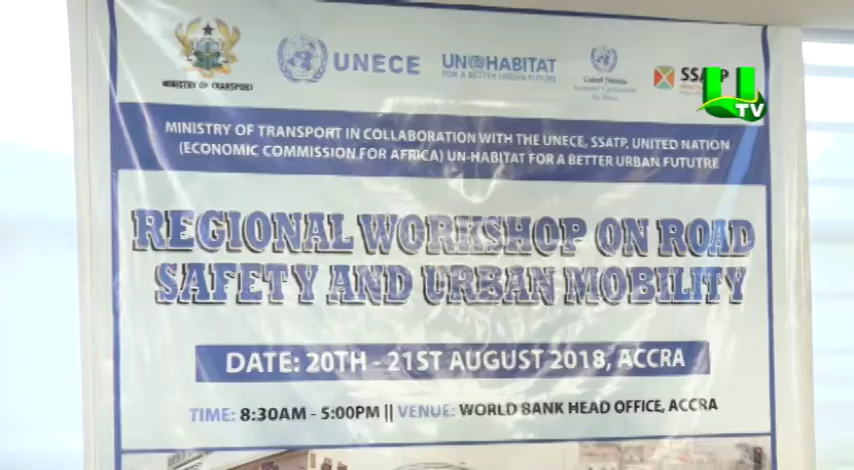 MINISTRY OF TRANSPORT
UNECE
UN HABITAT
FOR A BETTER URBAN FUTURE
United Nations
SSATP
UTV
MINISTRY OF TRANSPORT IN COLLABORATION WITH THE UNECE, SSATP, UNITED NATION
(ECONOMIC COMMISSION FOR AFRICA) UN-HABITAT FOR A BETTER URBAN FUTUTRE
REGIONAL WORKSHOP ON ROAD
SAFETY AND URBAN MOBILITY
DATE: 20TH - 21ST AUGUST 2018, ACCRA
TIME: 8:30AM - 5:00PM || VENUE: WORLD BANK HEAD OFFICE, ACCRA